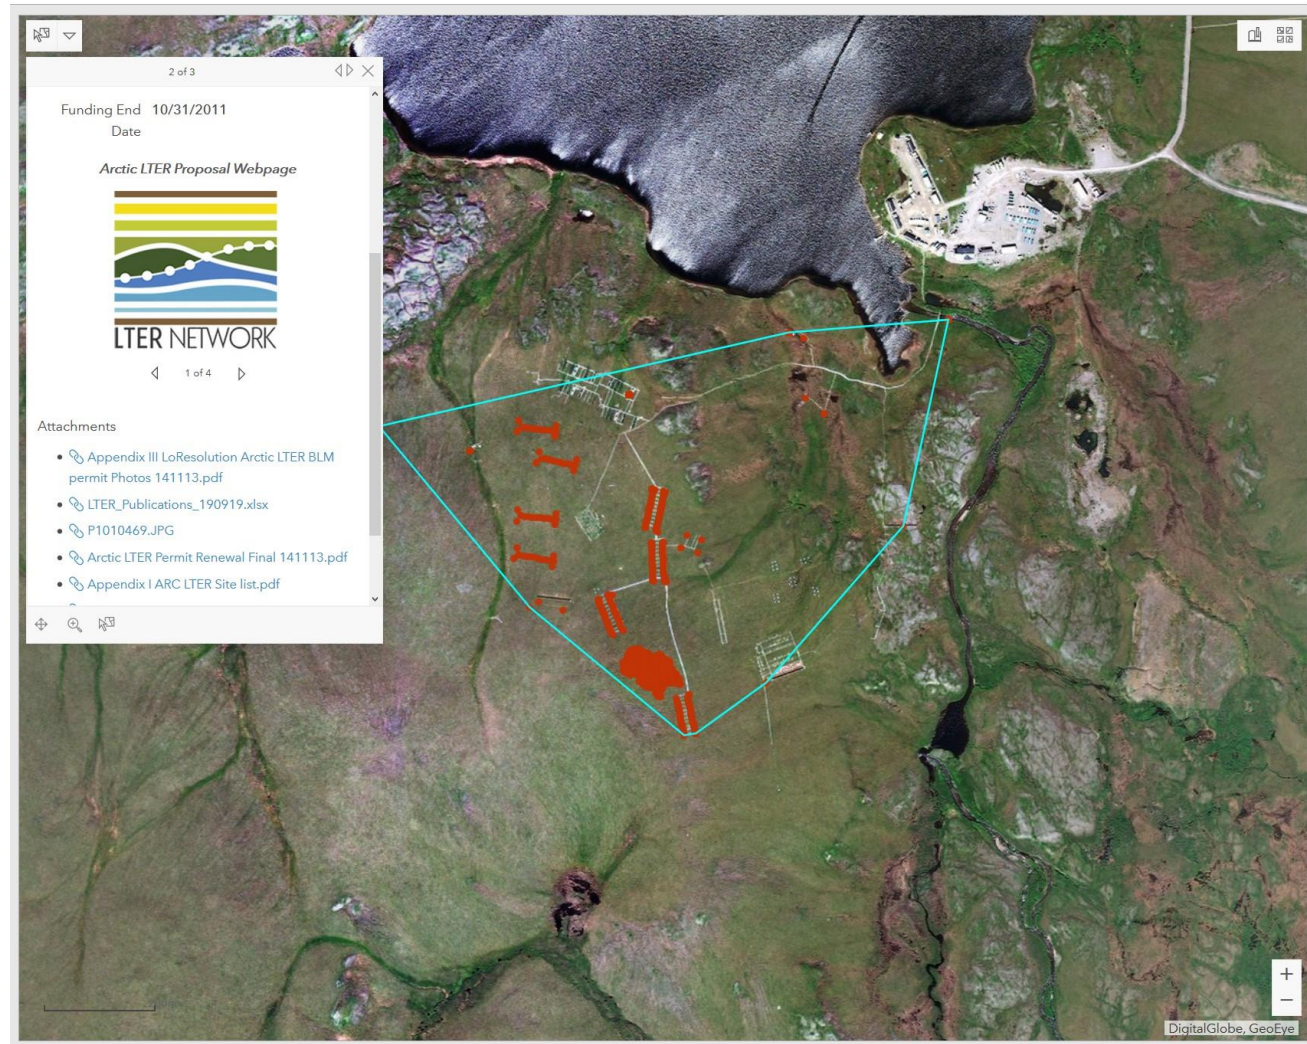 2 of 3
Funding End 10/31/2011
Date
Arctic LTER Proposal Webpage
LTER NETWORK
1 of 4
Attachments
Appendix III LoResolution Arctic LTER BLM
permit Photos 141113.pdf
LTER_Publications_190919.xlsx
P1010469.JPG
Arctic LTER Permit Renewal Final 141113.pdf
Appendix I ARC LTER Site list.pdf
+
−
DigitalGlobe, GeoEye